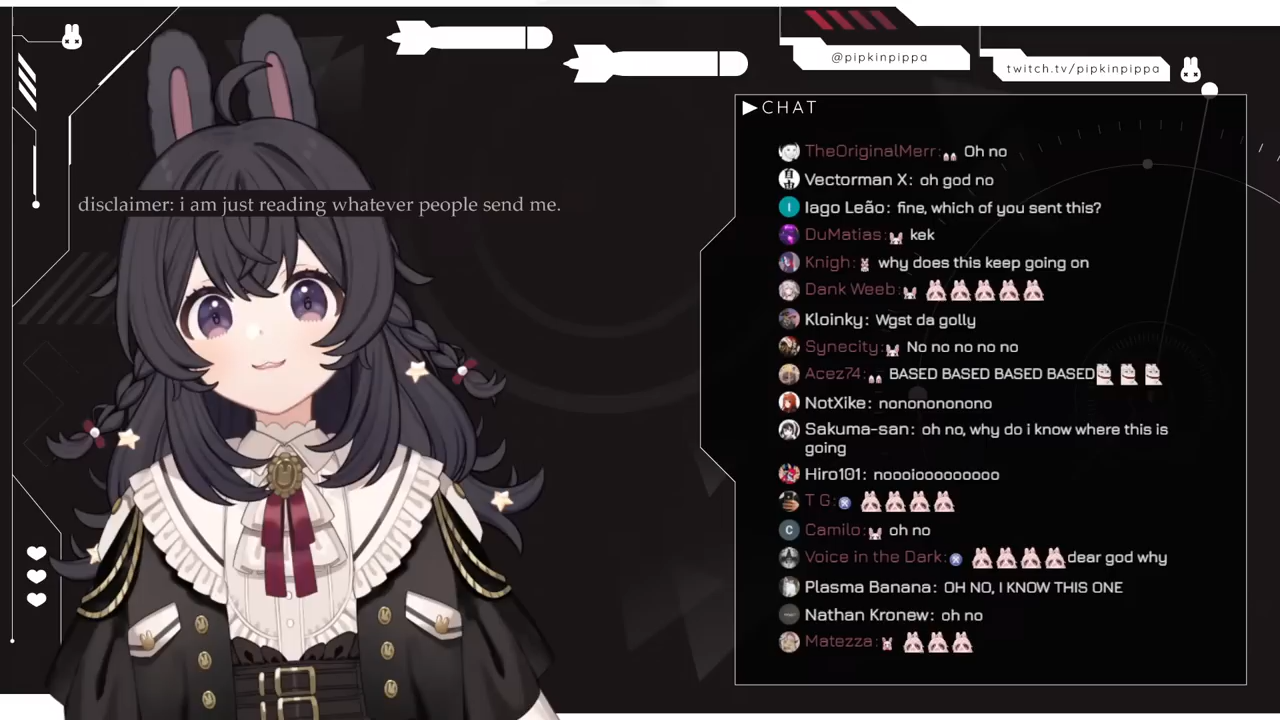 @pipkinpippa
twitch.tv/pipkinpippa
▶CHAT
disclaimer: i am just reading whatever people send me.
TheOriginalMerr: Oh no
Vectorman X: oh god no
I Iago Leão: fine, which of you sent this?
DuMatias: kek
Knigh: why does this keep going on
Dank Weeb:
Kloinky: Wgst da golly
Synecity: No no no no no
Acez74: BASED BASED BASED BASED
NotXike: nonononono
Sakuma-san: oh no, why do i know where this is
going
Hiro101: noooiooooooooo
T G:
C Camilo: oh no
Voice in the Dark: dear god why
Plasma Banana: OH NO, I KNOW THIS ONE
Nathan Kronew: oh no
Matezza: